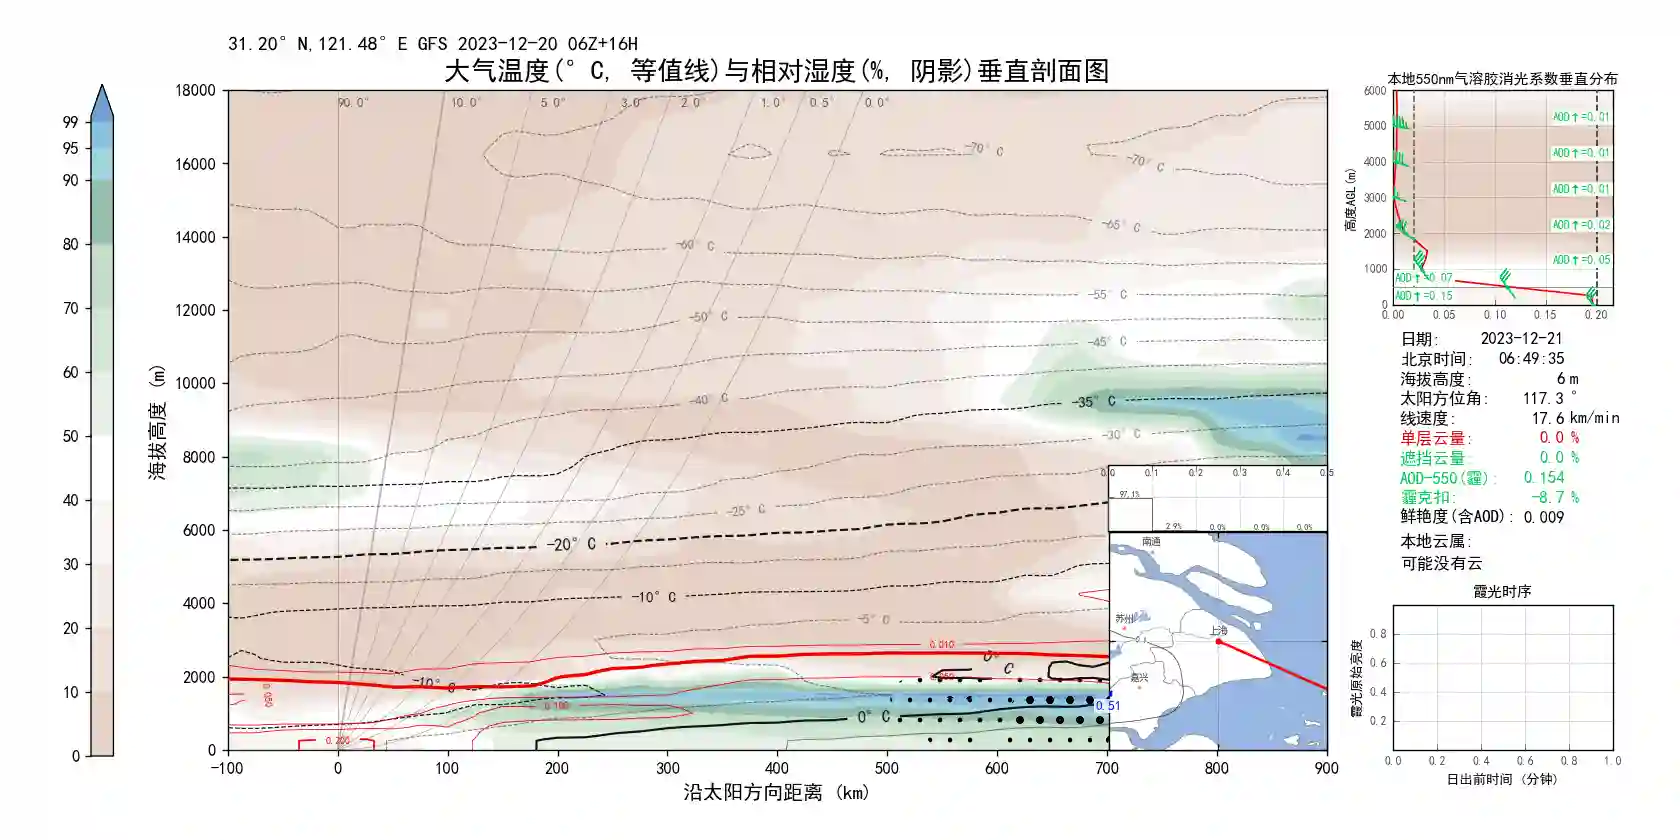 31.20° N,121.48° E GFS 2023-12-20 06Z+16H
大气温度(° C, 等值线)与相对湿度(%, 阴影)垂直剖面图
99
95
90
80
70
60
50
40
30
20
10
0
海拔高度 (m)
18000
16000
14000
12000
10000
8000
6000
4000
2000
0
90.0° 10.0° 5.0° 3.0 2.0 1.0° 0.5° 0.0°
-70° C
-70° C
-65° C
-60° C
-55° C
-50° C
-45° C
-40° C
-35° C
-30° C
-25° C
-20° C
-10° C
-5° C
0.010
0° C
-10° C
0.050
0.050
0.100
0° C
0.200
0.51
0.0 0.1 0.2 0.3 0.4 0.5
97.1%
2.9% 0.0% 0.0% 0.0%
南通
苏州
上海
嘉兴
-100 0 100 200 300 400 500 600 700 800 900
沿太阳方向距离 (km)
本地550nm气溶胶消光系数垂直分布
高度AGL(m)
6000
5000
4000
3000
2000
1000
0
AOD↑=0.01
AOD↑=0.01
AOD↑=0.01
AOD↑=0.02
AOD↑=0.05
AOD↑=0.07
AOD↑=0.15
0.00 0.05 0.10 0.15 0.20
日期: 2023-12-21
北京时间: 06:49:35
海拔高度: 6 m
太阳方位角: 117.3 °
线速度: 17.6 km/min
单层云量: 0.0 %
遮挡云量: 0.0 %
AOD-550(霾): 0.154
霾克扣: -8.7 %
鲜艳度(含AOD): 0.009
本地云属:
可能没有云
霞光时序
霞光原始亮度
0.8
0.6
0.4
0.2
0.0 0.2 0.4 0.6 0.8 1.0
日出前时间 (分钟)